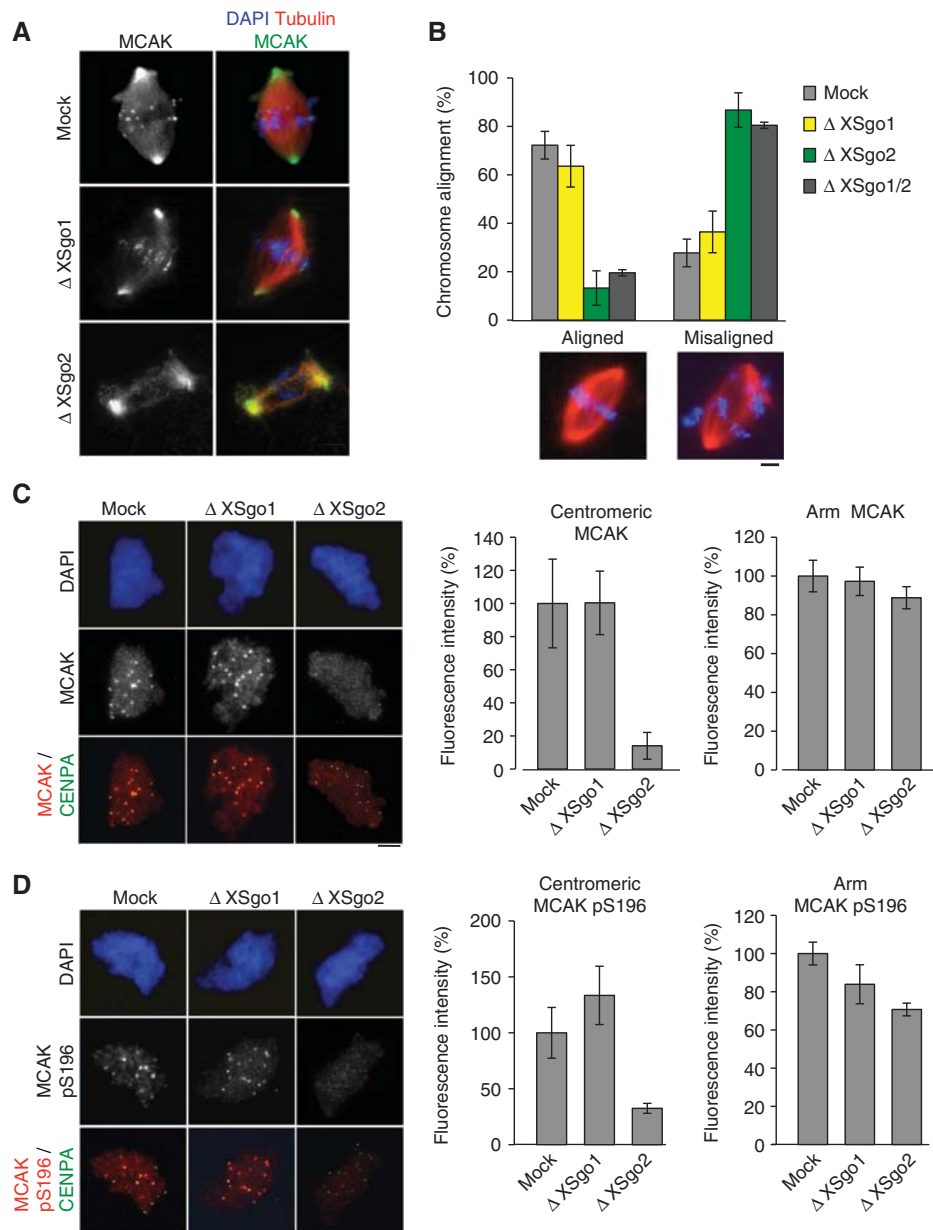 A
DAPI Tubulin
MCAK
MCAK
Mock
Δ XSgo1
Δ XSgo2
B
Chromosome alignment (%)
100
80
60
40
20
0
Aligned
Misaligned
Mock
Δ XSgo1
Δ XSgo2
Δ XSgo1/2
C
Mock
Δ XSgo1
Δ XSgo2
DAPI
MCAK
MCAK /
CENPA
Centromeric
MCAK
Fluorescence intensity (%)
140
120
100
80
60
40
20
0
Mock
Δ XSgo1
Δ XSgo2
Arm MCAK
Fluorescence intensity (%)
120
100
80
60
40
20
0
Mock
Δ XSgo1
Δ XSgo2
D
Mock
Δ XSgo1
Δ XSgo2
DAPI
MCAK
pS196
MCAK
pS196 /
CENPA
Centromeric
MCAK pS196
Fluorescence intensity (%)
200
150
100
50
0
Mock
Δ XSgo1
Δ XSgo2
Arm
MCAK pS196
Fluorescence intensity (%)
120
100
80
60
40
20
0
Mock
Δ XSgo1
Δ XSgo2